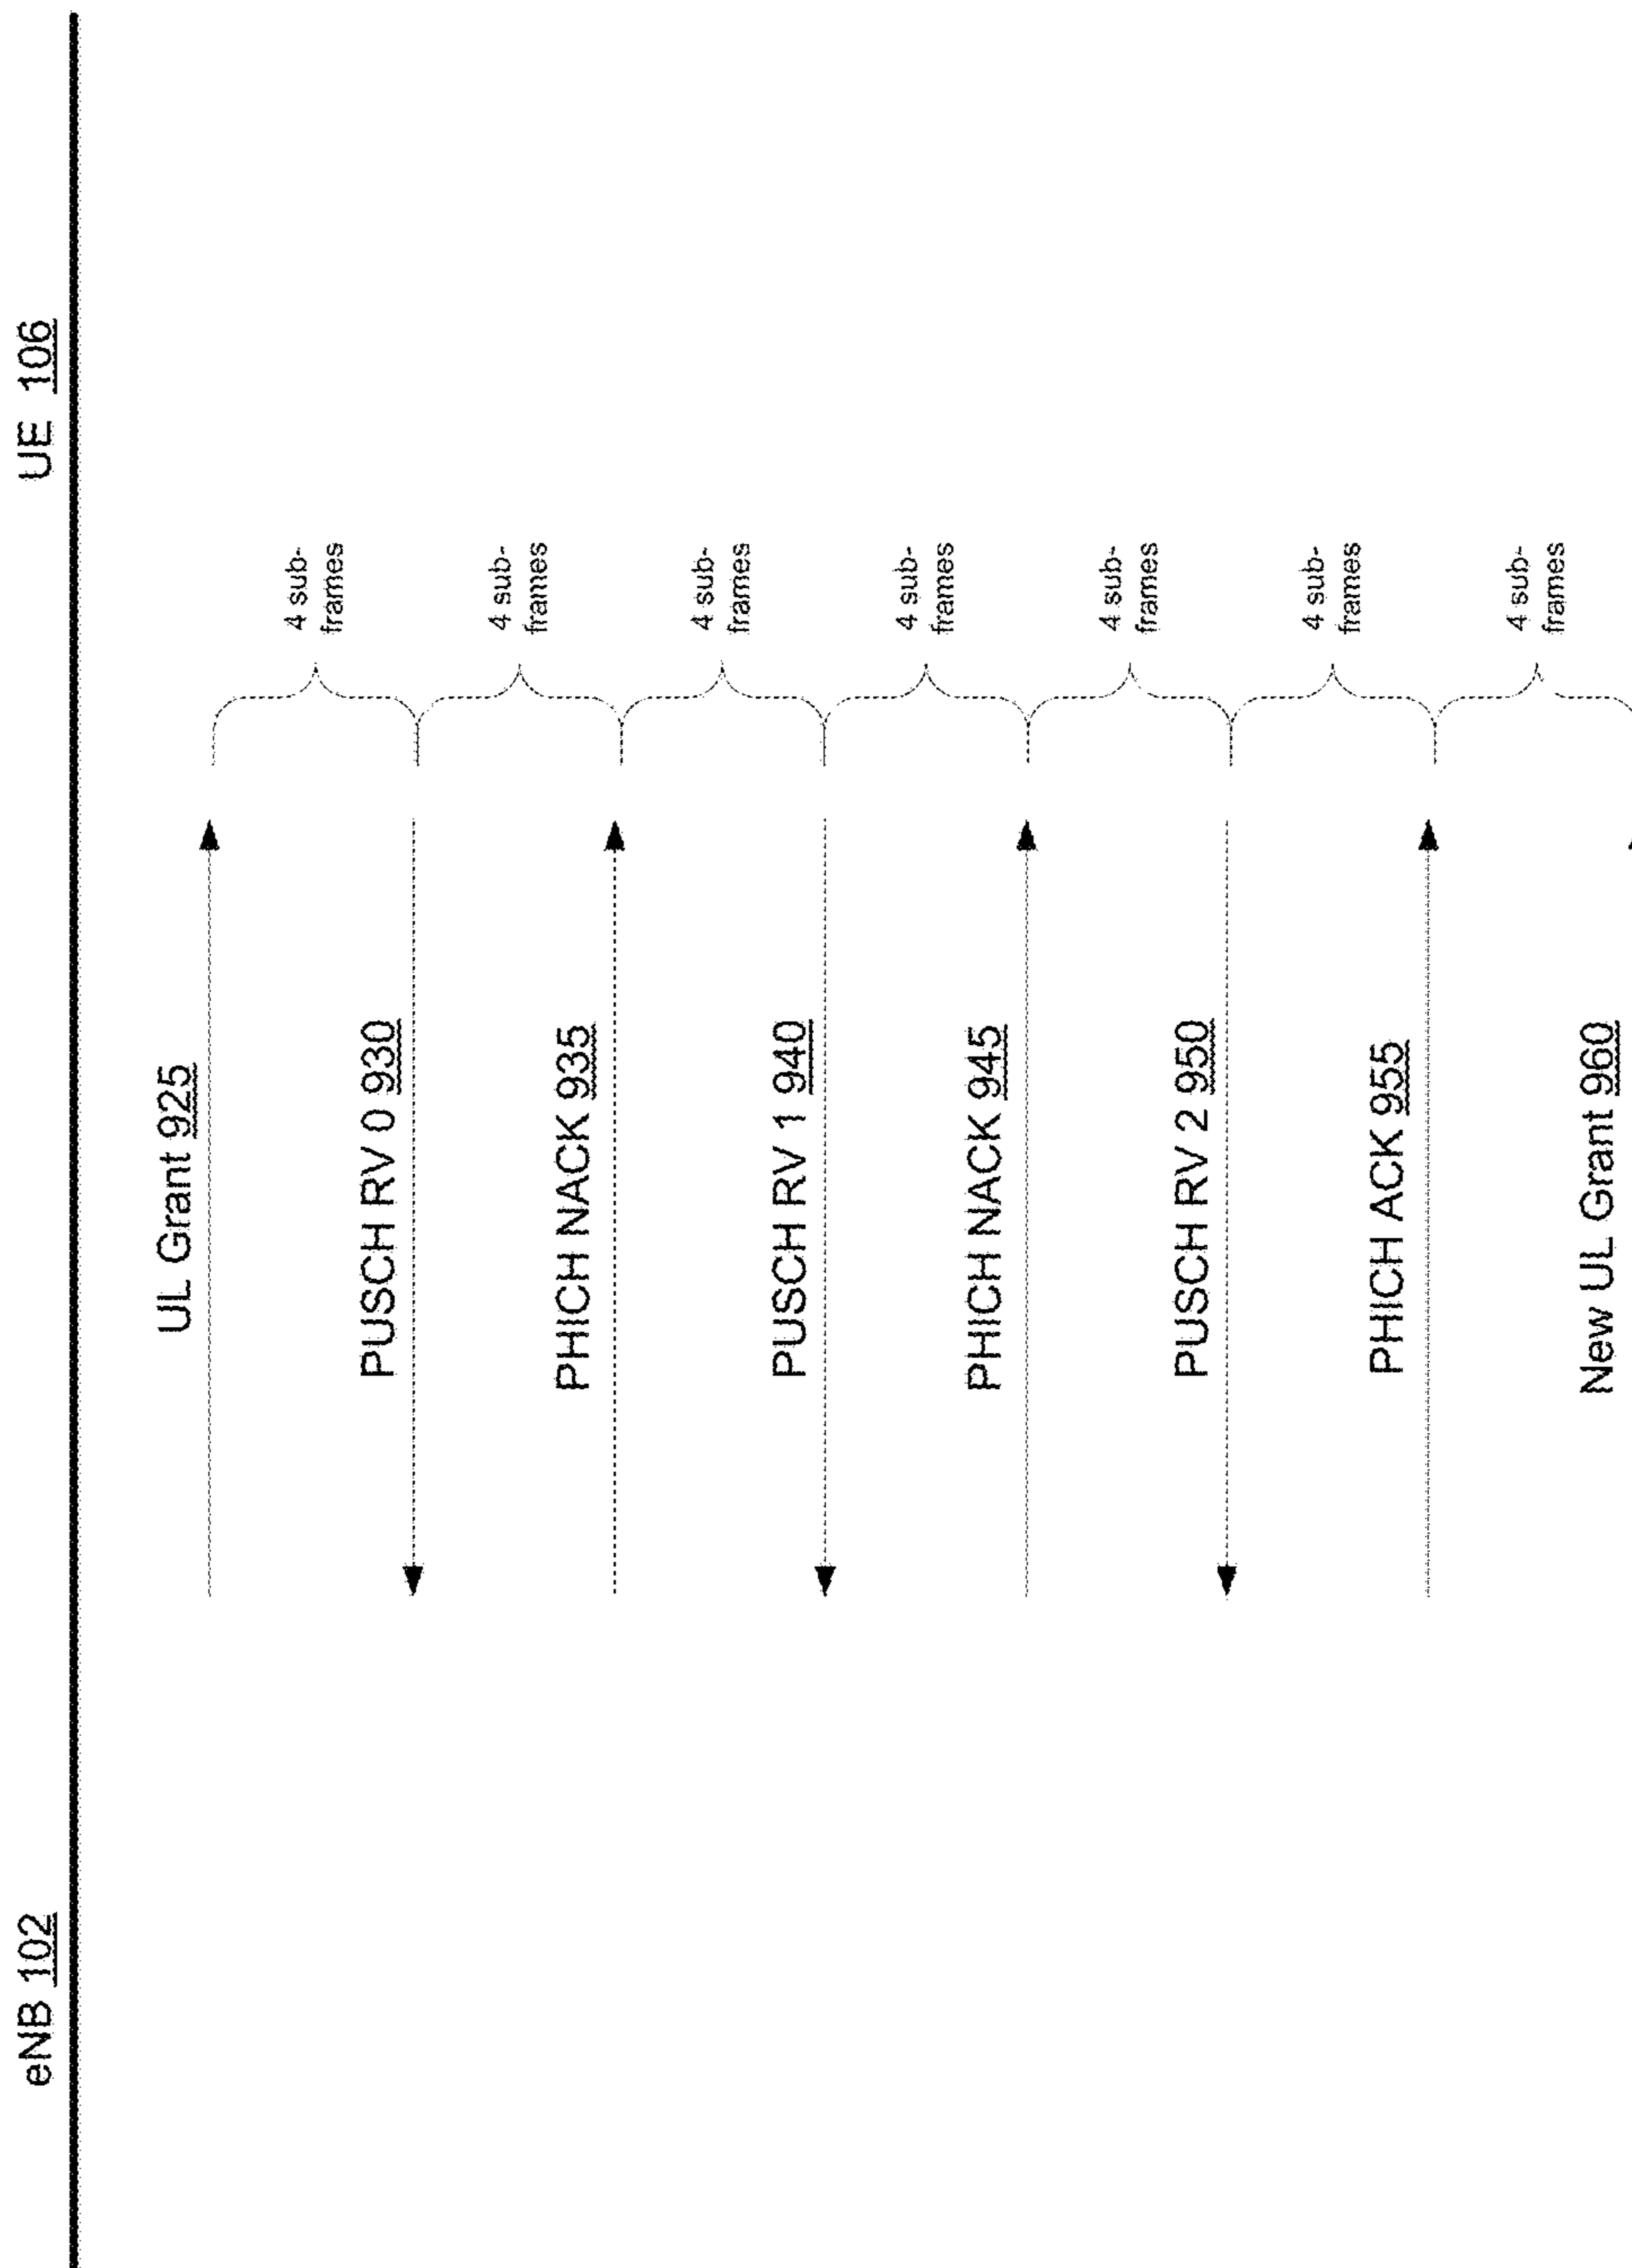 eNB 102
UE 106
UL Grant 925
4 sub-
frames
PUSCH RV 0 930
4 sub-
frames
PHICH NACK 935
4 sub-
frames
PUSCH RV 1 940
4 sub-
frames
PHICH NACK 945
4 sub-
frames
PUSCH RV 2 950
4 sub-
frames
PHICH ACK 955
4 sub-
frames
New UL Grant 960